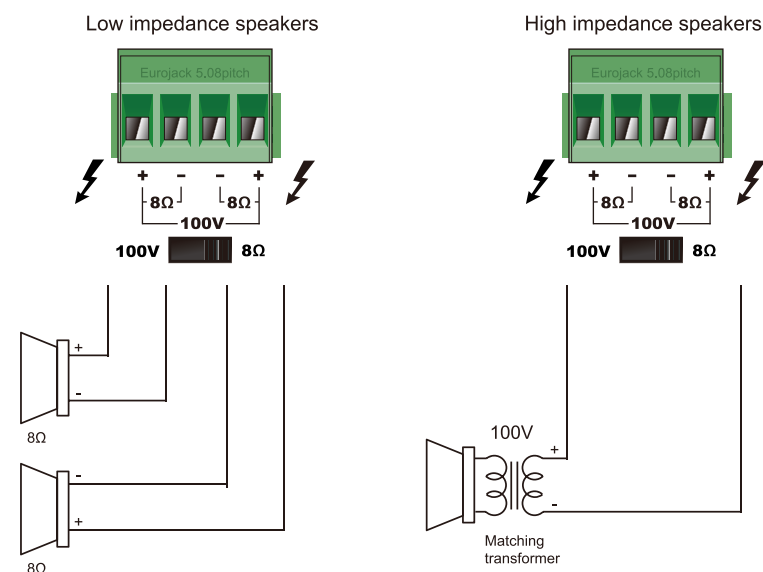 Low impedance speakers
Eurojack 5,08pitch
+ − − +
8Ω 8Ω
100V
100V 8Ω
+
-
8Ω
-
+
8Ω
High impedance speakers
Eurojack 5,08pitch
+ − − +
8Ω 8Ω
100V
100V 8Ω
100V
+
-
Matching
transformer